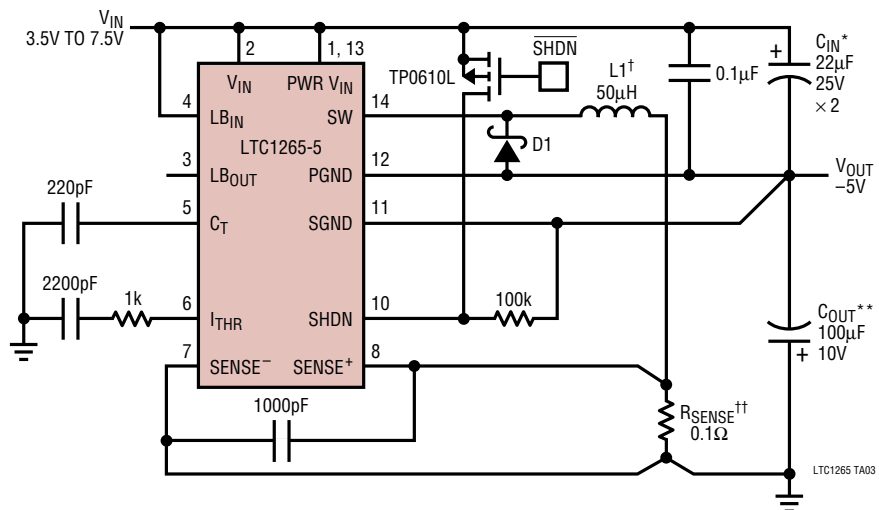 VIN
3.5V TO 7.5V
2
1, 13
VIN
PWR VIN
4
LBIN
SW
14
LTC1265-5
3
LBOUT
PGND
12
5
CT
SGND
11
6
ITHR
SHDN
10
7
SENSE–
SENSE+
8
220pF
2200pF
1k
1000pF
TP0610L
SHDN
L1†
50µH
D1
0.1µF
CIN*
+
22µF
25V
× 2
VOUT
–5V
100k
COUT**
100µF
+
10V
RSENSE††
0.1Ω
LTC1265 TA03